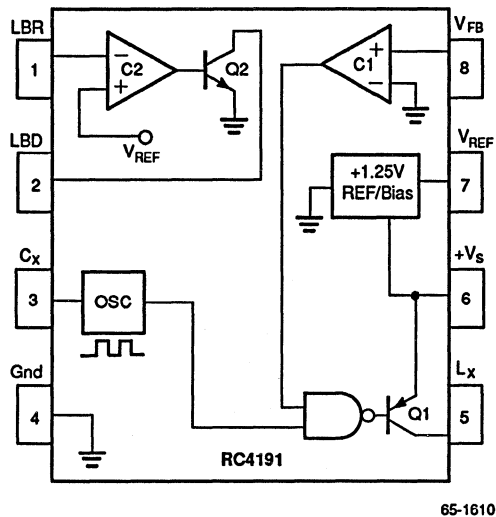 LBR
1
C2
Q2
VREF
LBD
2
CX
3
OSC
Gnd
4
C1
VFB
8
VREF
7
+1.25V
REF/Bias
+VS
6
LX
5
Q1
RC4191
65-1610